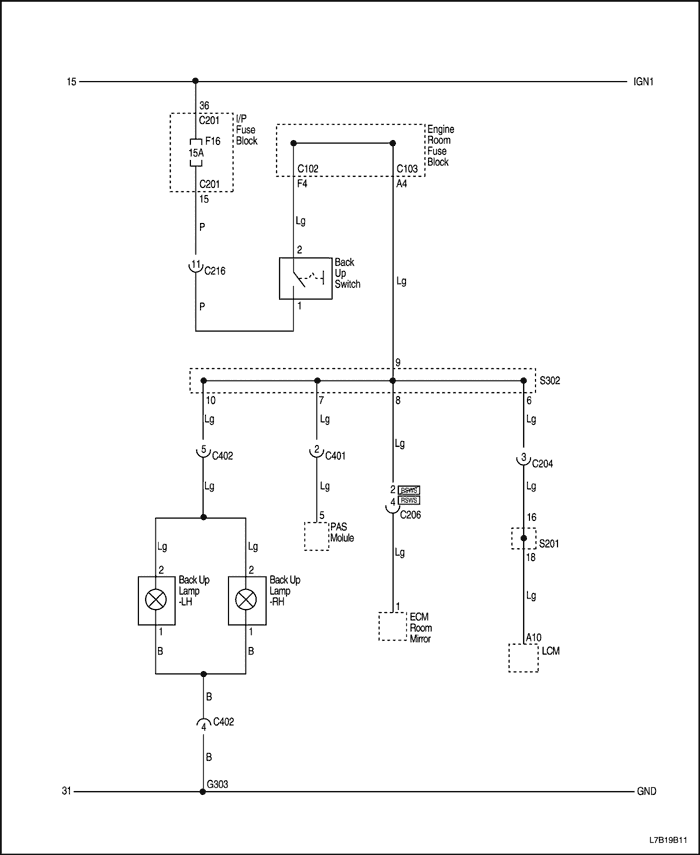 15
IGN1
36
C201
I/P
Fuse
Block
F16
15A
C201
15
P
11
C216
P
Engine
Room
Fuse
Block
C102
C103
F4
A4
Lg
2
Back
Up
Switch
1
Lg
9
S302
10
7
8
6
Lg
Lg
Lg
Lg
5
C402
2
C401
3
C204
Lg
Lg
Lg
2
4
RSWS
C206
5
PAS
Molule
16
S201
18
Lg
Lg
Lg
2
2
Back Up
Lamp
-LH
Back Up
Lamp
-RH
1
1
B
B
Lg
1
ECM
Room
Mirror
Lg
A10
LCM
B
C402
4
B
G303
31
GND
L7B19B11